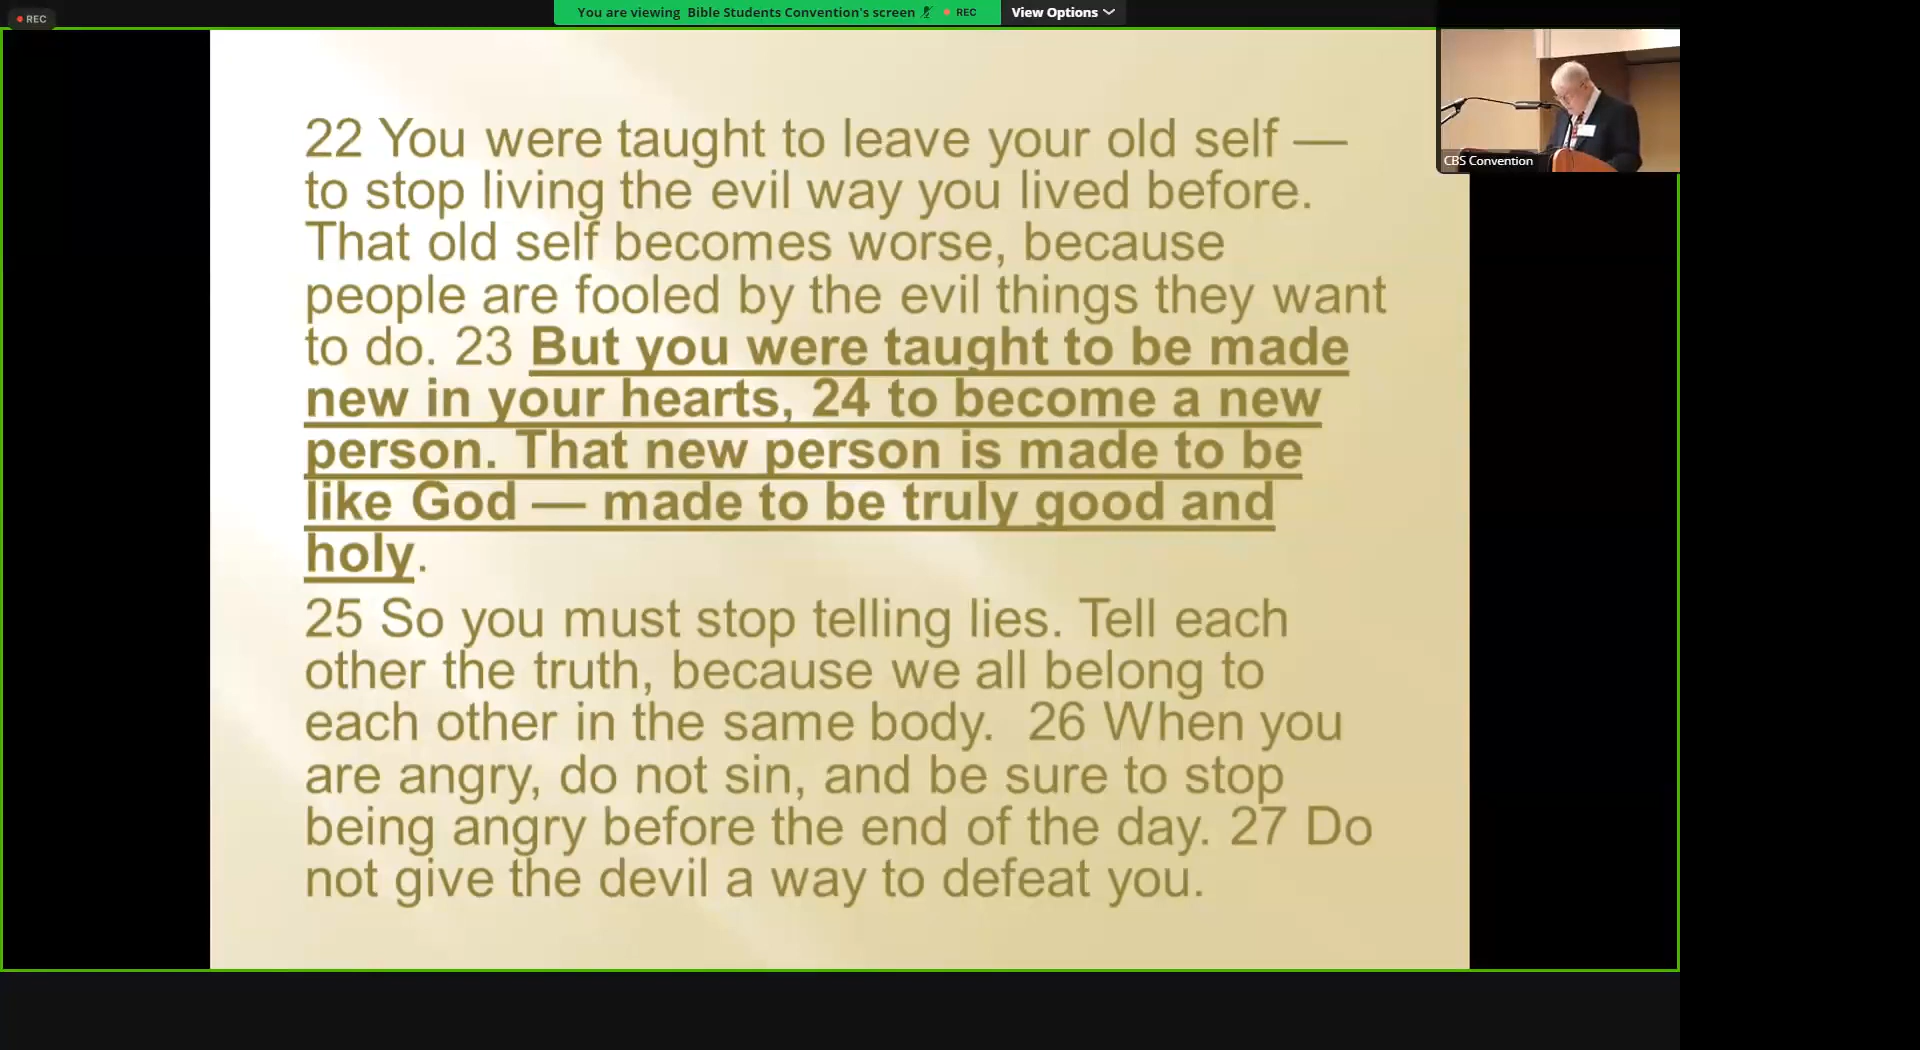 REC
You are viewing Bible Students Convention's screen REC View Options
CBS Convention
22 You were taught to leave your old self —
to stop living the evil way you lived before.
That old self becomes worse, because
people are fooled by the evil things they want
to do. 23 But you were taught to be made
new in your hearts, 24 to become a new
person. That new person is made to be
like God — made to be truly good and
holy.
25 So you must stop telling lies. Tell each
other the truth, because we all belong to
each other in the same body.  26 When you
are angry, do not sin, and be sure to stop
being angry before the end of the day. 27 Do
not give the devil a way to defeat you.